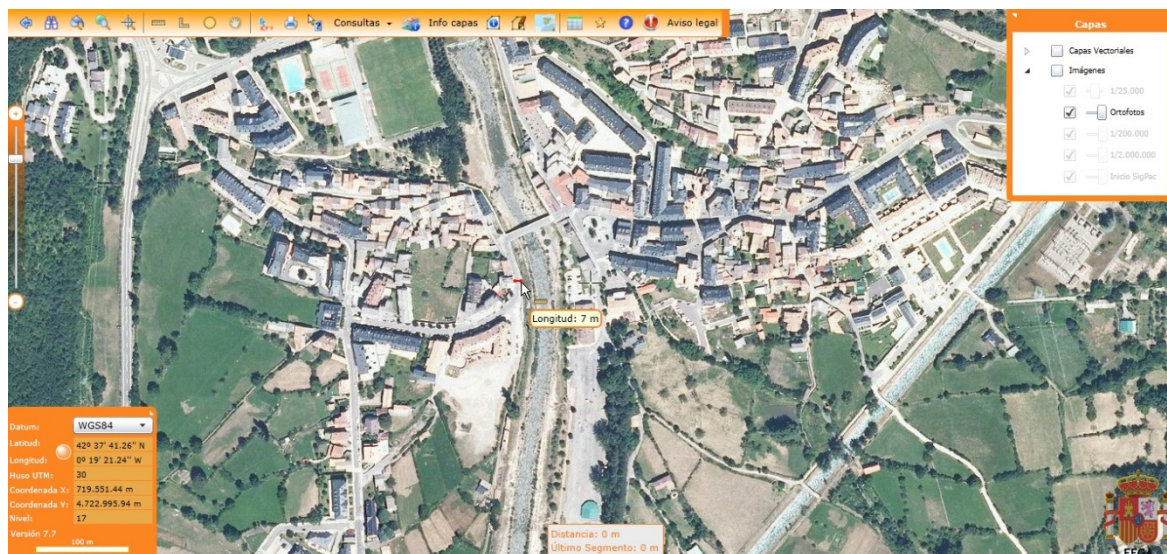 Consultas
Info capas
Aviso legal
Capas
Capas Vectoriales
Imágenes
1/25.000
Ortofotos
1/200.000
1/2.000.000
Inicio SigPac
Longitud: 7 m
Datum: WGS84
Latitud: 42º 37' 41.26" N
Longitud: 0º 19' 21.24" W
Huso UTM: 30
Coordenada X: 719.551.44 m
Coordenada Y: 4.722.995.94 m
Nivel: 17
Versión 7.7
100 m
Distancia: 0 m
Último Segmento: 0 m